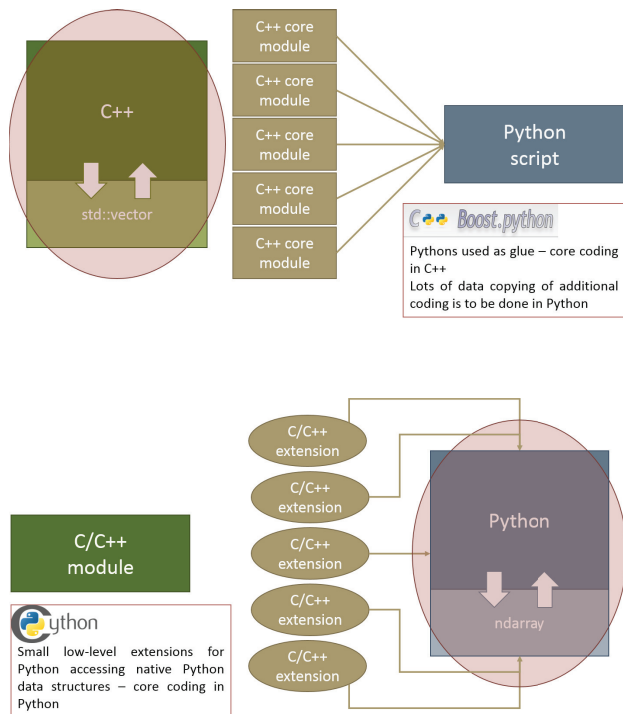 C++
std::vector
C++ core
module
C++ core
module
C++ core
module
C++ core
module
C++ core
module
Python
script
C++ Boost.python
Pythons used as glue – core coding
in C++
Lots of data copying of additional
coding is to be done in Python
C/C++
module
Cython
Small low-level extensions for
Python accessing native Python
data structures – core coding in
Python
C/C++
extension
C/C++
extension
C/C++
extension
C/C++
extension
C/C++
extension
Python
ndarray